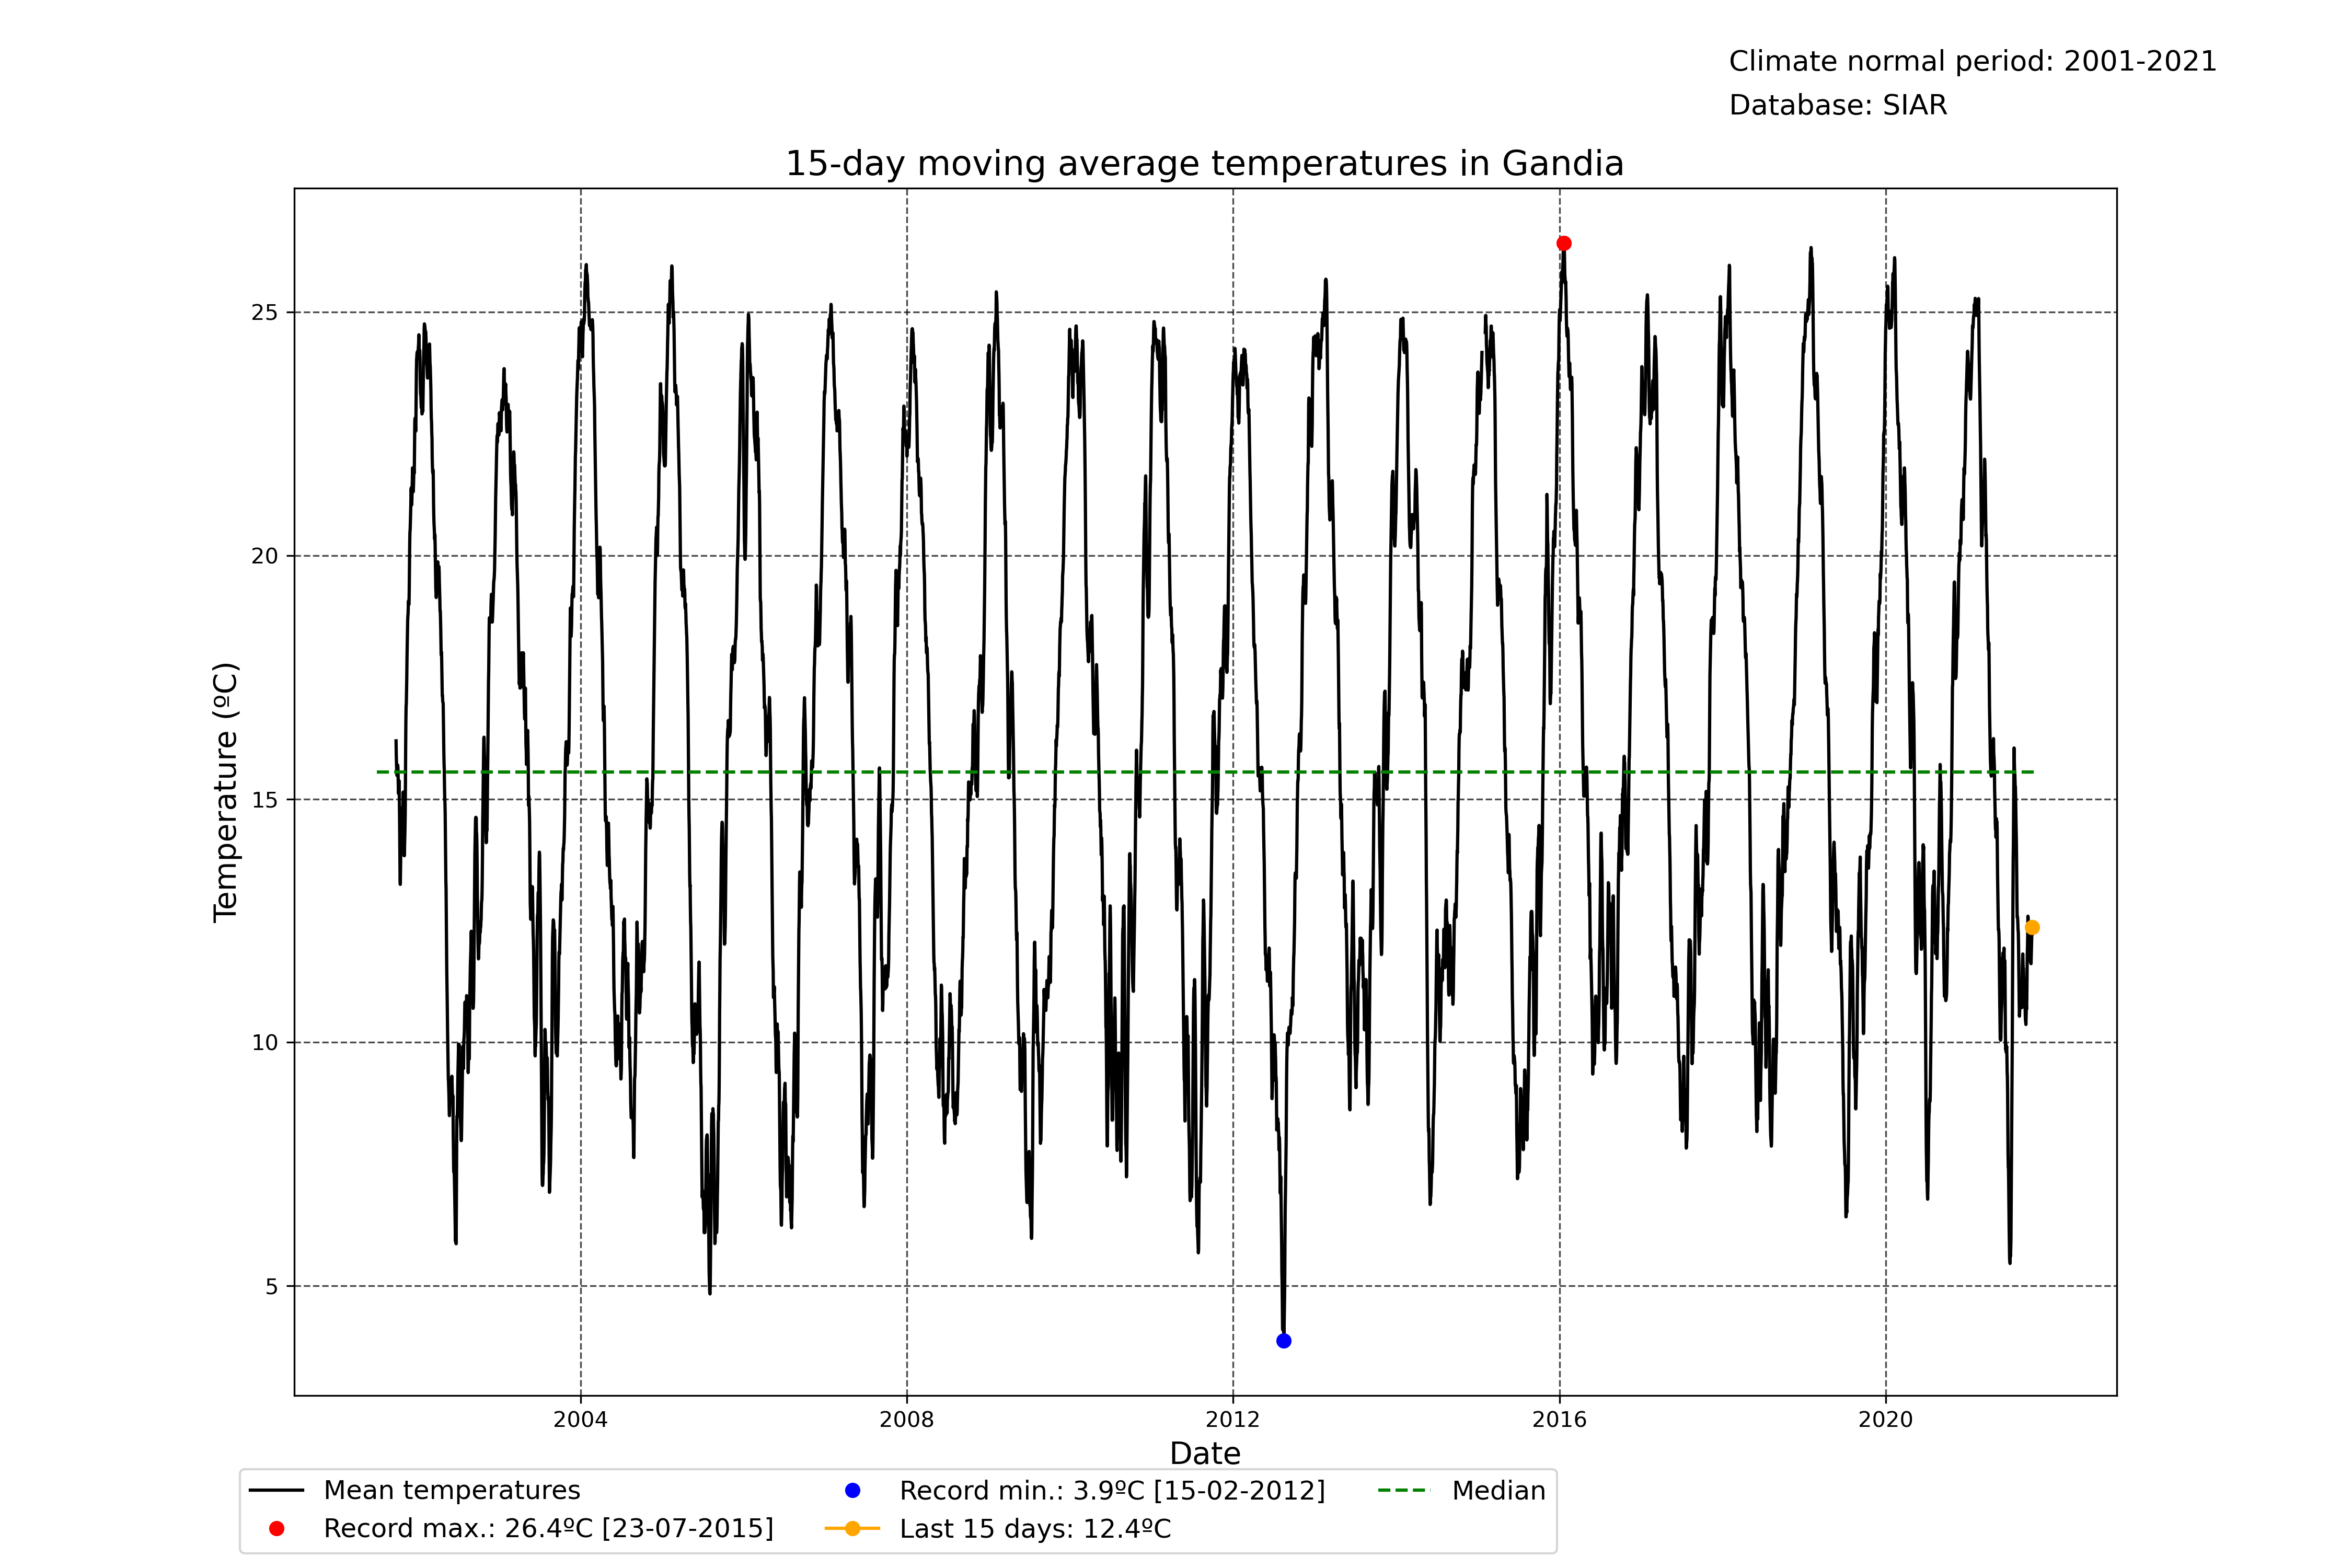 Climate normal period: 2001-2021
Database: SIAR
15-day moving average temperatures in Gandia
25
20
15
10
5
Temperature (ºC)
2004 2008 2012 2016 2020
Date
Mean temperatures
Record max.: 26.4ºC [23-07-2015]
Record min.: 3.9ºC [15-02-2012]
Last 15 days: 12.4ºC
Median